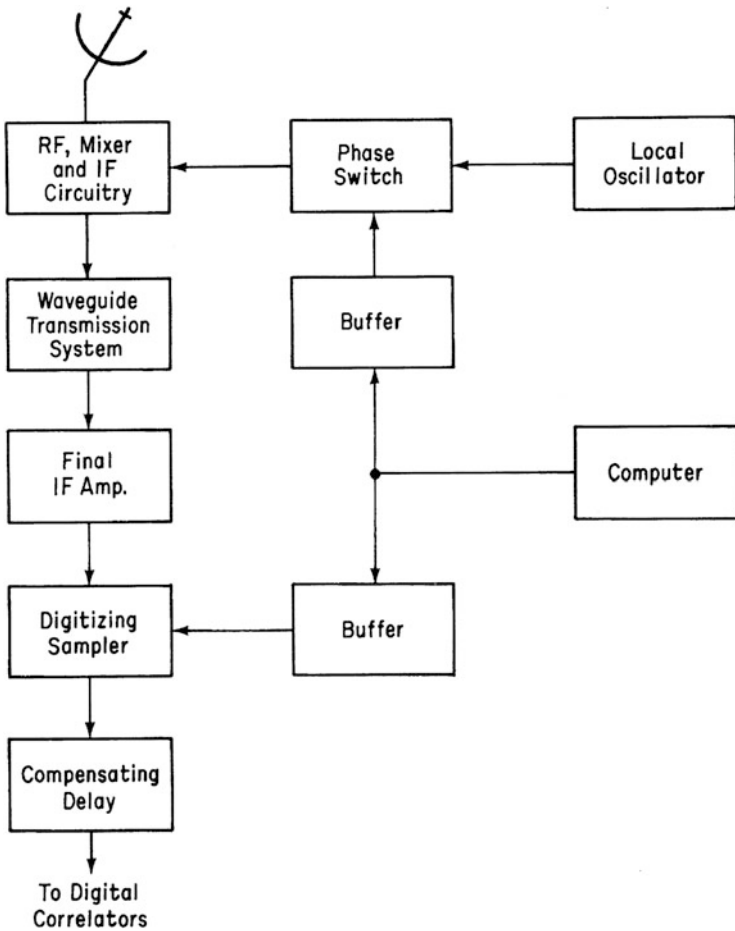 RF, Mixer
and IF
Circuitry
Phase
Switch
Local
Oscillator
Waveguide
Transmission
System
Buffer
Final
IF Amp.
Computer
Digitizing
Sampler
Buffer
Compensating
Delay
To Digital
Correlators